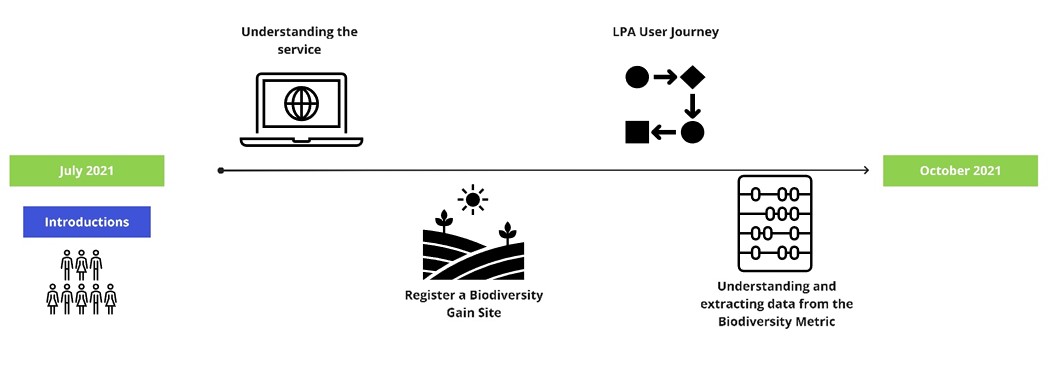 Understanding the
service
LPA User Journey
July 2021
October 2021
Introductions
Register a Biodiversity
Gain Site
Understanding and
extracting data from the
Biodiversity Metric